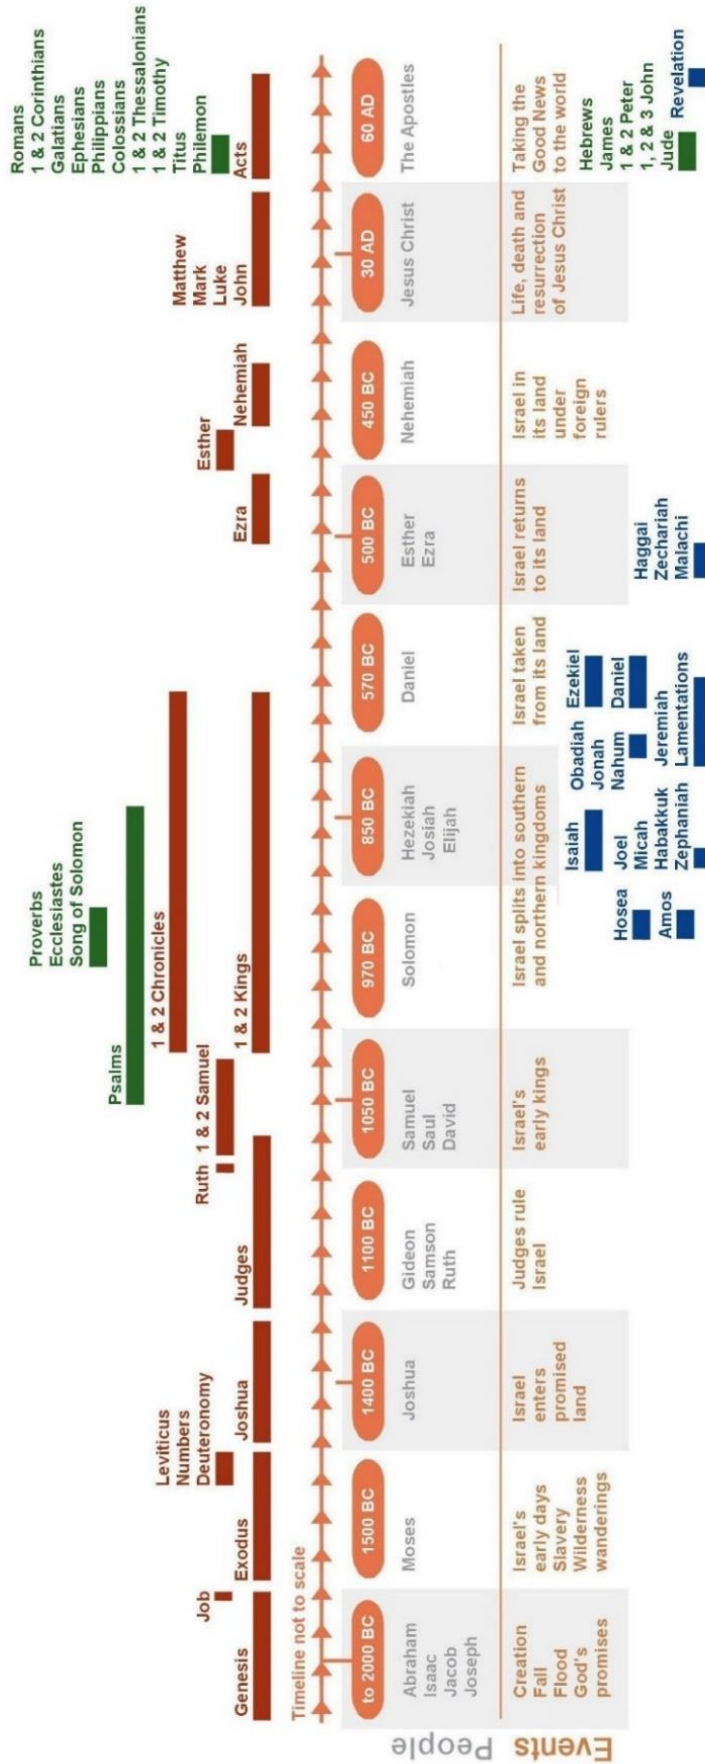 Proverbs
Ecclesiastes
Song of Solomon
Psalms
1 & 2 Chronicles
Romans
1 & 2 Corinthians
Galatians
Ephesians
Philippians
Colossians
1 & 2 Thessalonians
1 & 2 Timothy
Titus
Philemon
Leviticus
Numbers
Deuteronomy
Job
Ruth
1 & 2 Samuel
Esther
Matthew
Mark
Luke
John
Genesis
Exodus
Joshua
Judges
1 & 2 Kings
Ezra
Nehemiah
Acts
Timeline not to scale
to 2000 BC
1500 BC
1400 BC
1100 BC
1050 BC
970 BC
850 BC
570 BC
500 BC
450 BC
30 AD
60 AD
People
Abraham
Isaac
Jacob
Joseph
Moses
Joshua
Gideon
Samson
Ruth
Samuel
Saul
David
Solomon
Hezekiah
Josiah
Elijah
Daniel
Esther
Ezra
Nehemiah
Jesus Christ
The Apostles
Events
Creation
Fall
Flood
God's
promises
Israel's
early days
Slavery
Wilderness
wanderings
Israel
enters
promised
land
Judges rule
Israel
Israel's
early kings
Israel splits into southern
and northern kingdoms
Israel taken
from its land
Israel returns
to its land
Israel in
its land
under
foreign
rulers
Life, death and
resurrection
of Jesus Christ
Taking the
Good News
to the world
Hosea
Amos
Isaiah
Joel
Micah
Habakkuk
Zephaniah
Obadiah
Jonah
Nahum
Jeremiah
Lamentations
Ezekiel
Daniel
Haggai
Zechariah
Malachi
Hebrews
James
1 & 2 Peter
1, 2 & 3 John
Jude
Revelation